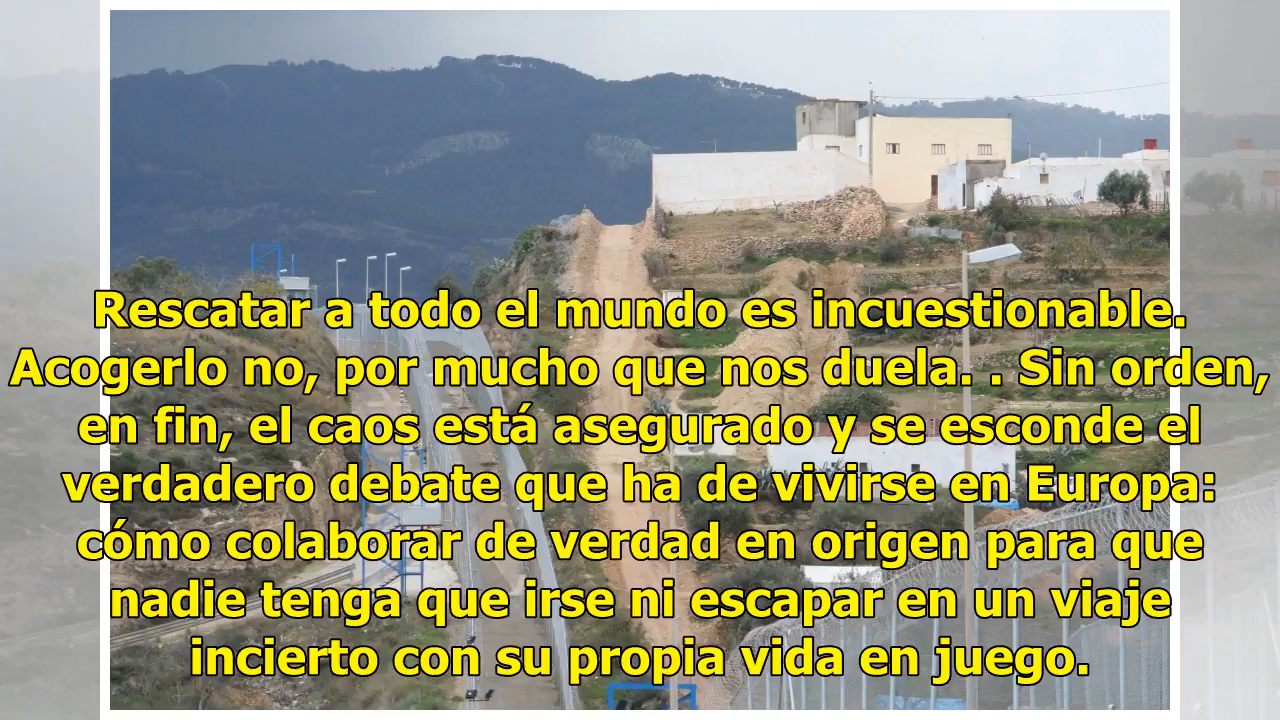 Rescatar a todo el mundo es incuestionable.
Acogerlo no, por mucho que nos duela. . Sin orden,
en fin, el caos está asegurado y se esconde el
verdadero debate que ha de vivirse en Europa:
cómo colaborar de verdad en origen para que
nadie tenga que irse ni escapar en un viaje
incierto con su propia vida en juego.